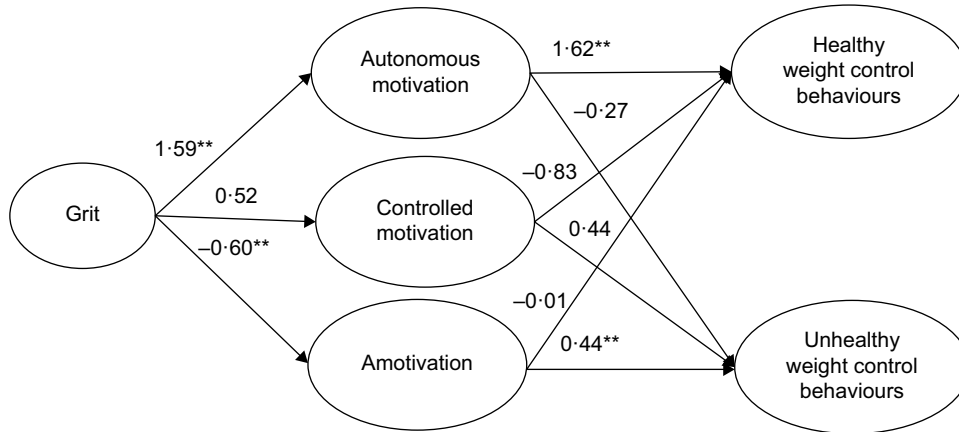 Autonomous
motivation
1·62**
Healthy
weight control
behaviours
–0·27
1·59**
–0·83
Grit
0·52
Controlled
motivation
0·44
–0·60**
–0·01
Amotivation
0·44**
Unhealthy
weight control
behaviours